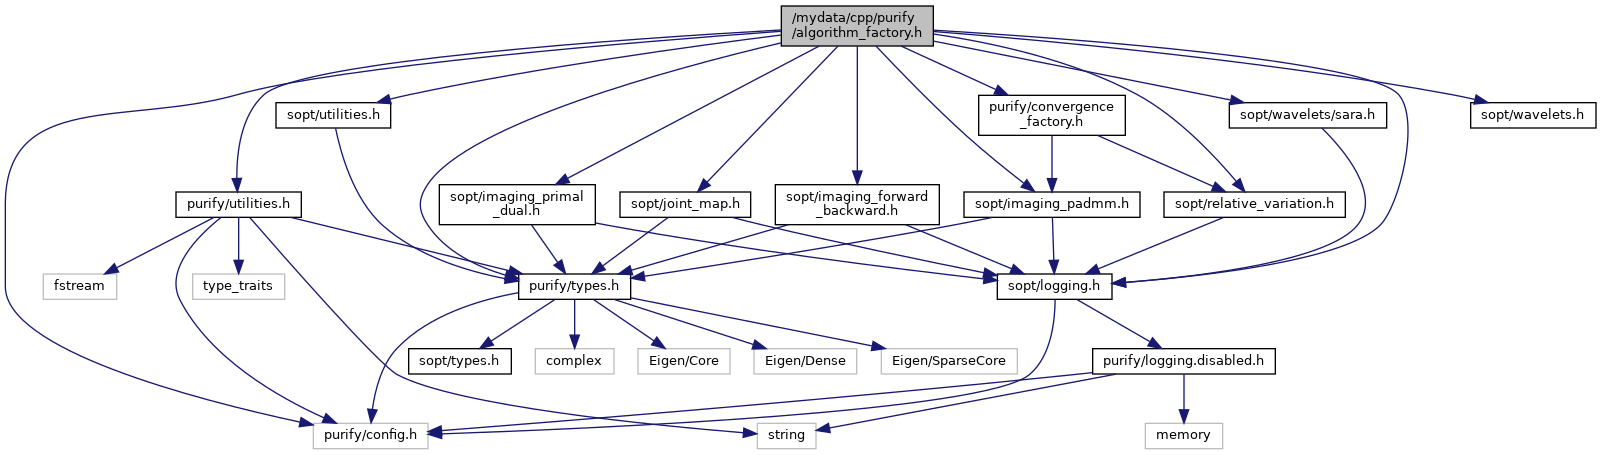 /mydata/cpp/purify
/algorithm_factory.h
sopt/utilities.h
purify/convergence
_factory.h
sopt/wavelets/sara.h
sopt/wavelets.h
purify/utilities.h
sopt/imaging_primal
_dual.h
sopt/joint_map.h
sopt/imaging_forward
_backward.h
sopt/imaging_padmm.h
sopt/relative_variation.h
fstream
type_traits
purify/types.h
sopt/logging.h
sopt/types.h
complex
Eigen/Core
Eigen/Dense
Eigen/SparseCore
purify/logging.disabled.h
purify/config.h
string
memory